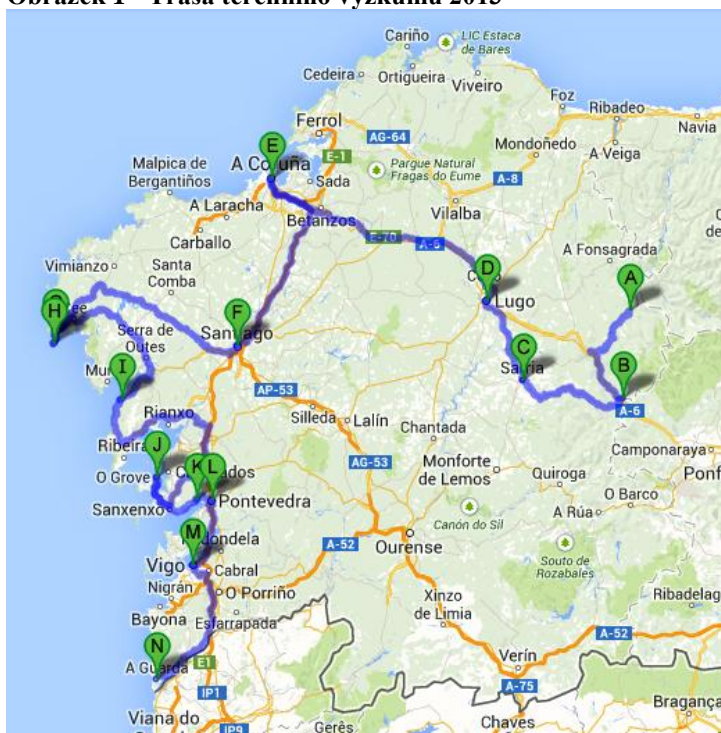 Obrázek 1 Trasa terénního výzkumu
Cariño
LIC Estaca
de Bares
Cedeira
Ortigueira
Viveiro
Foz
Ribadeo
Navia
Ferrol
AG-64
Mondoñedo
A-Veiga
E-1
Parque Natural
Fragas do Eume
A-8
E
A Coruña
Sada
Malpica de
Bergantiños
A Laracha
Betanzos
Vilalba
Carballo
E-70
A-6
A Fonsagrada
Vimianzo
Santa
Comba
D
Lugo
A
H
F
Santiago
Serra de
Outes
C
Sarria
B
A-6
I
AP-53
Rianxo
Silleda
Lalín
Chantada
Camponaraya
Ribeira
J
AG-53
Monforte
de Lemos
Quiroga
O Barco
O Grove
K
L
Pontevedra
A Rúa
Sanxenxo
Canón do Sil
M
A-52
Ourense
Vigo
Cabral
Souto de
Rozabales
Nigrán
O Porriño
Xinzo
de Limia
Ribadelag
Bayona
Esfarrapada
N
A-52
Verín
A Guarda
E1
IP1
A-75
Bragança
Viana do
IP9
Gerês
Chaves